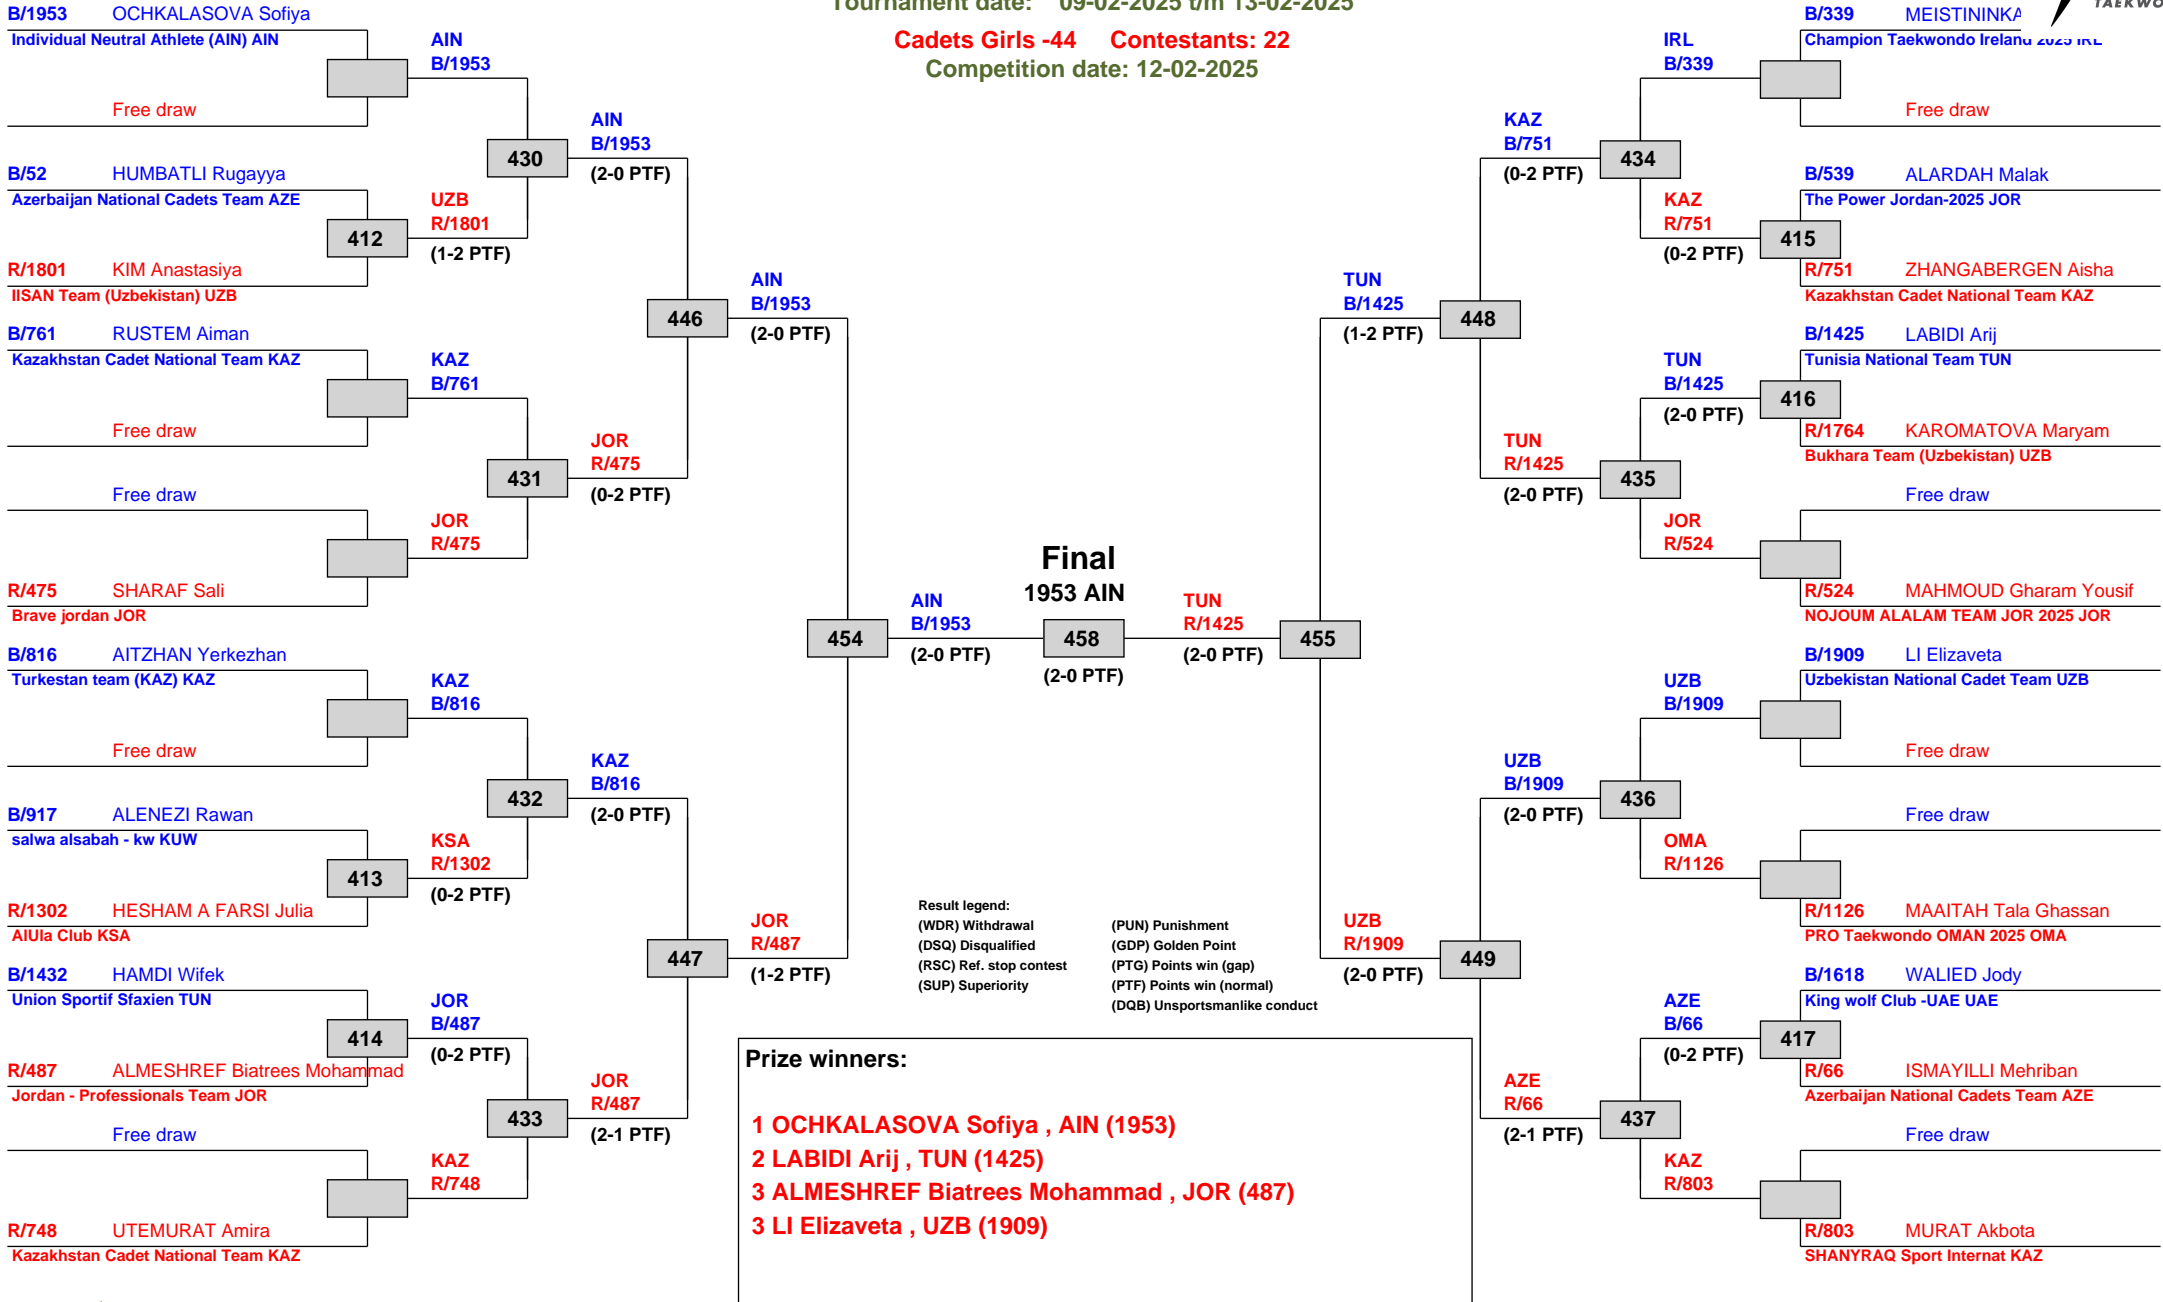 Tournament date: 09-02-2025 t/m 13-02-2025
Cadets Girls -44 Contestants: 22
Competition date: 12-02-2025
B/1953 OCHKALASOVA Sofiya
Individual Neutral Athlete (AIN) AIN
Free draw
B/52 HUMBATLI Rugayya
Azerbaijan National Cadets Team AZE
412
R/1801 KIM Anastasiya
IISAN Team (Uzbekistan) UZB
B/761 RUSTEM Aiman
Kazakhstan Cadet National Team KAZ
Free draw
Free draw
R/475 SHARAF Sali
Brave jordan JOR
B/816 AITZHAN Yerkezhan
Turkestan team (KAZ) KAZ
Free draw
B/917 ALENEZI Rawan
salwa alsabah - kw KUW
413
R/1302 HESHAM A FARSI Julia
AlUla Club KSA
B/1432 HAMDI Wifek
Union Sportif Sfaxien TUN
414
R/487 ALMESHREF Biatrees Mohammad
Jordan - Professionals Team JOR
Free draw
R/748 UTEMURAT Amira
Kazakhstan Cadet National Team KAZ
AIN
B/1953
430
UZB
R/1801
(1-2 PTF)
KAZ
B/761
431
JOR
R/475
KAZ
B/816
432
KSA
R/1302
(0-2 PTF)
JOR
B/487
(0-2 PTF)
433
KAZ
R/748
AIN
B/1953
(2-0 PTF)
446
JOR
R/475
(0-2 PTF)
KAZ
B/816
(2-0 PTF)
447
JOR
R/487
(2-1 PTF)
AIN
B/1953
(2-0 PTF)
454
JOR
R/487
(1-2 PTF)
Final
1953 AIN
AIN
B/1953
(2-0 PTF)
458
(2-0 PTF)
TUN
R/1425
(2-0 PTF)
455
TUN
B/1425
(1-2 PTF)
UZB
R/1909
(2-0 PTF)
KAZ
B/751
(0-2 PTF)
448
TUN
R/1425
(2-0 PTF)
UZB
B/1909
(2-0 PTF)
449
AZE
R/66
(2-1 PTF)
IRL
B/339
434
KAZ
R/751
(0-2 PTF)
TUN
B/1425
(2-0 PTF)
435
JOR
R/524
UZB
B/1909
436
OMA
R/1126
AZE
B/66
(0-2 PTF)
437
KAZ
R/803
B/339 MEISTININKA
Champion Taekwondo Ireland 2025 IRL
Free draw
B/539 ALARDAH Malak
The Power Jordan-2025 JOR
415
R/751 ZHANGABERGEN Aisha
Kazakhstan Cadet National Team KAZ
B/1425 LABIDI Arij
Tunisia National Team TUN
416
R/1764 KAROMATOVA Maryam
Bukhara Team (Uzbekistan) UZB
Free draw
R/524 MAHMOUD Gharam Yousif
NOJOUM ALALAM TEAM JOR 2025 JOR
B/1909 LI Elizaveta
Uzbekistan National Cadet Team UZB
Free draw
Free draw
R/1126 MAAITAH Tala Ghassan
PRO Taekwondo OMAN 2025 OMA
B/1618 WALIED Jody
King wolf Club -UAE UAE
417
R/66 ISMAYILLI Mehriban
Azerbaijan National Cadets Team AZE
Free draw
R/803 MURAT Akbota
SHANYRAQ Sport Internat KAZ
Result legend:
(WDR) Withdrawal
(DSQ) Disqualified
(RSC) Ref. stop contest
(SUP) Superiority
(PUN) Punishment
(GDP) Golden Point
(PTG) Points win (gap)
(PTF) Points win (normal)
(DQB) Unsportsmanlike conduct
Prize winners:
1 OCHKALASOVA Sofiya , AIN (1953)
2 LABIDI Arij , TUN (1425)
3 ALMESHREF Biatrees Mohammad , JOR (487)
3 LI Elizaveta , UZB (1909)